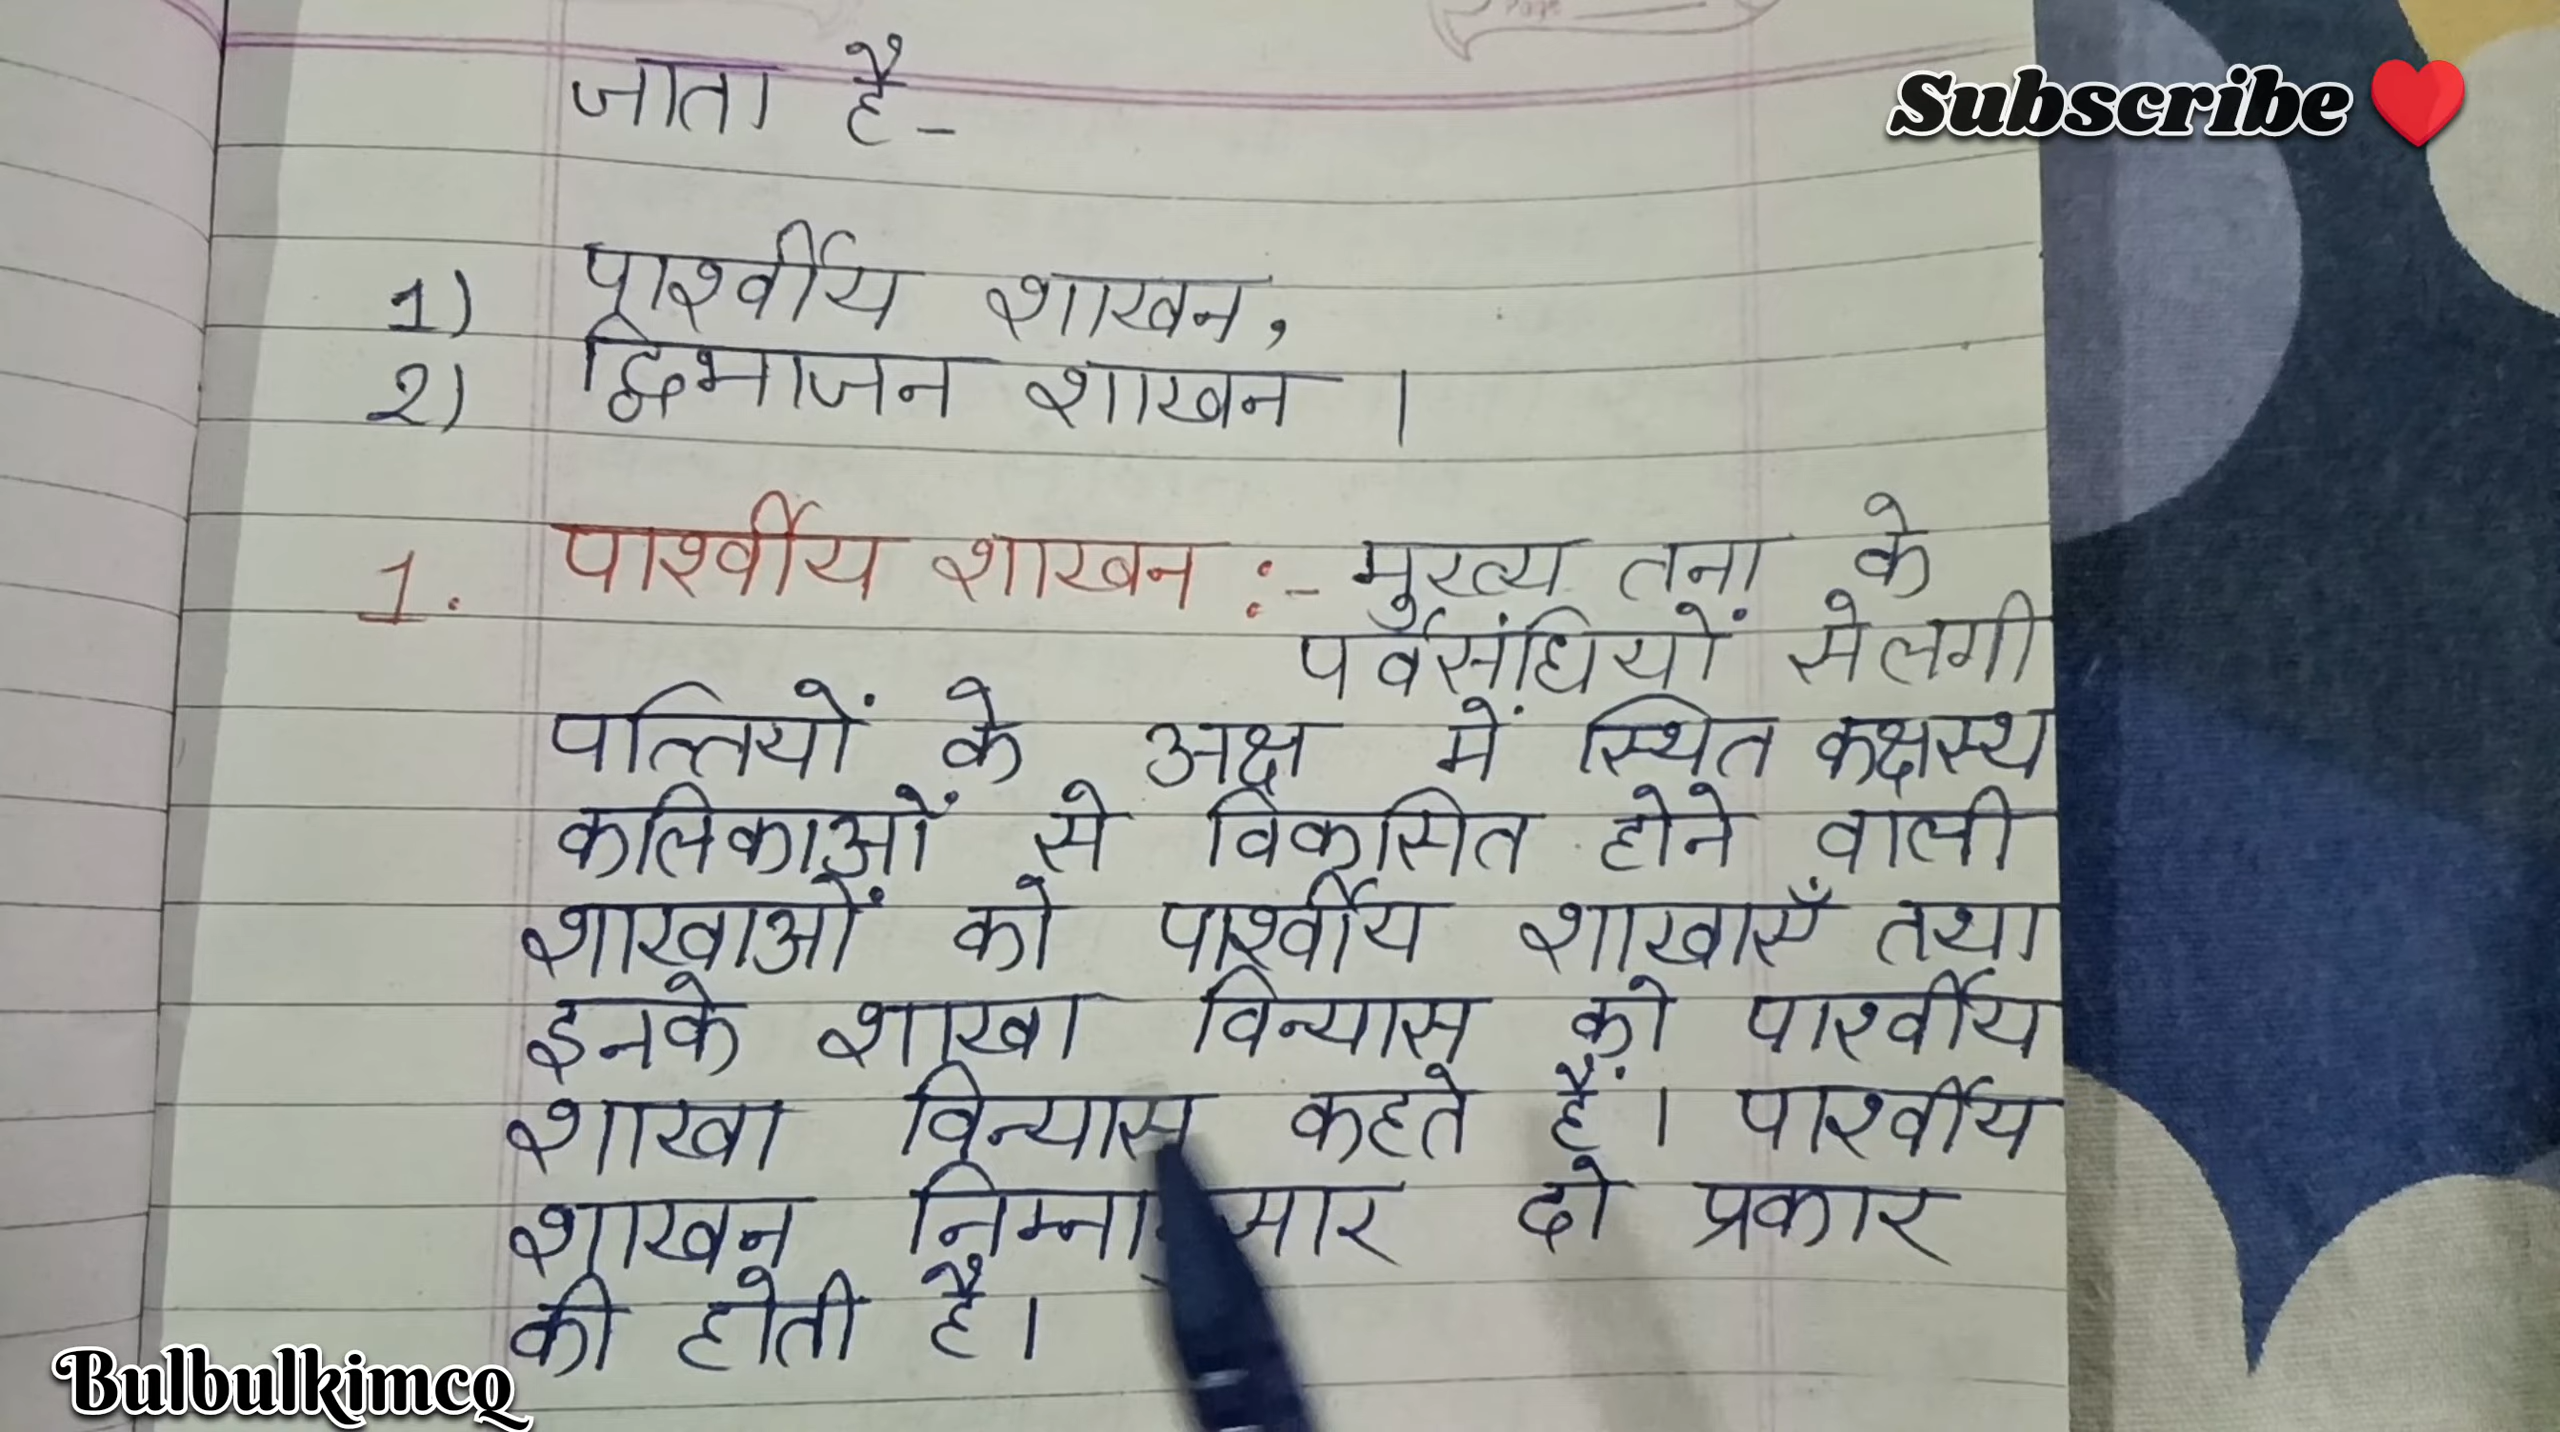 Page
Subscribe
जाता है-
1) पार्श्वीय शाखन,
2) द्विभाजन शाखन ।
1. पार्श्वीय शाखन :- मुख्य तना के
पर्वसंधियों से लगी
पत्तियों के अक्ष में स्थित कक्षस्थ
कलिकाओं से विकसित होने वाली
शाखाओं को पार्श्वीय शाखाएँ तथा
इनके शाखा विन्यास को पार्श्वीय
शाखा विन्यास कहते हैं। पार्श्वीय
शाखन दो प्रकार
की होती है।
Bulbulkimcq